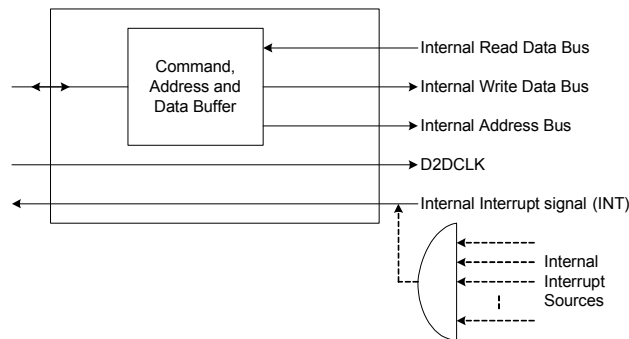 Command,
Address and
Data Buffer
Internal Read Data Bus
Internal Write Data Bus
Internal Address Bus
D2DCLK
Internal Interrupt signal (INT)
Internal
Interrupt
Sources